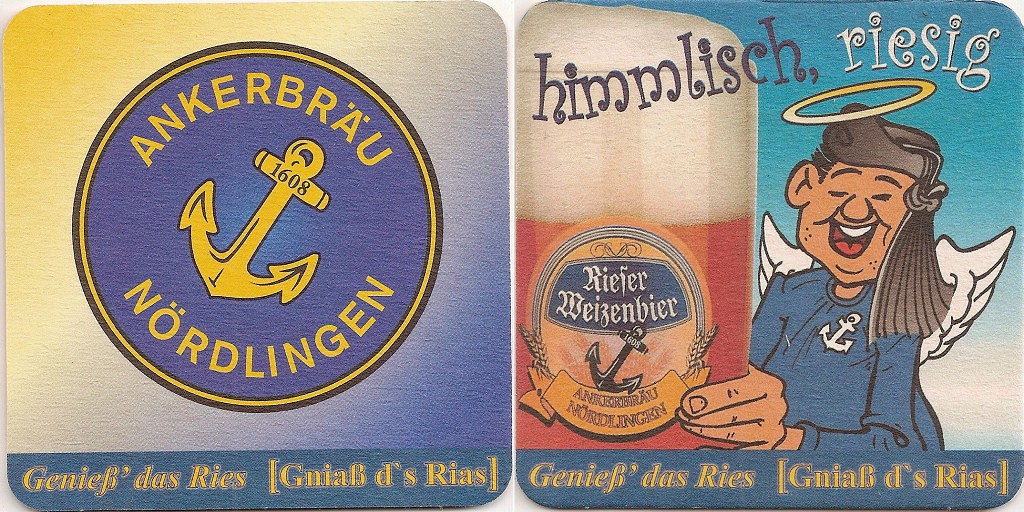 ANKERBRÄU
1608
NÖRDLINGEN
Genieß' das Ries [Gniaß d`s Rias]
himmlisch, riesig
Rieſer
Weizenbier
1608
ANKERBRÄU
NÖRDLINGEN
Genieß' das Ries [Gniaß d`s Rias]